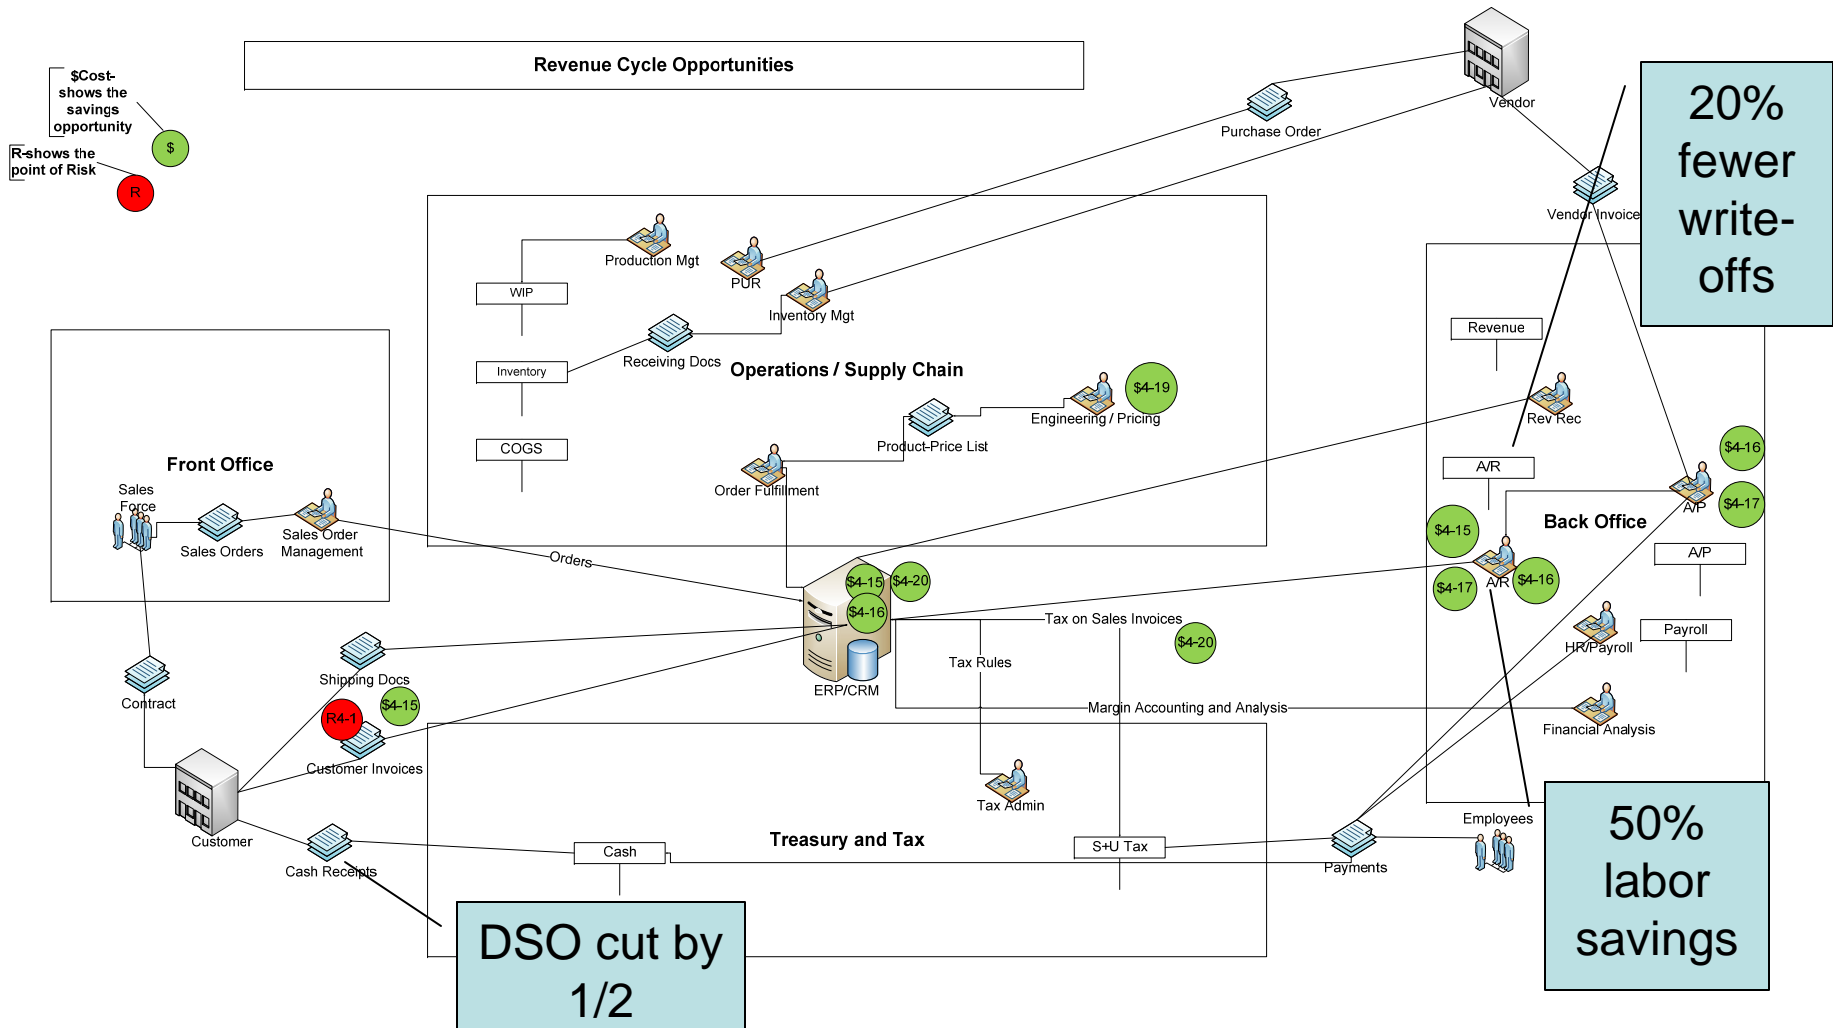 Revenue Cycle Opportunities
$Cost-
shows the
savings
opportunity
$
R-shows the
point of Risk
R
Vendor
Purchase Order
Vendor Invoice
20%
fewer
write-
offs
Production Mgt
PUR
WIP
Inventory Mgt
Receiving Docs
Inventory
Operations / Supply Chain
$4-19
Engineering / Pricing
Product-Price List
COGS
Order Fulfillment
Revenue
Rev Rec
A/R
$4-16
A/P
$4-17
Back Office
$4-15
A/P
A/R
$4-16
$4-17
Payroll
HR/Payroll
Financial Analysis
Front Office
Sales
Force
Sales Orders
Sales Order
Management
Orders
$4-15
$4-20
$4-16
ERP/CRM
Tax on Sales Invoices
$4-20
Tax Rules
Margin Accounting and Analysis
Shipping Docs
Contract
R4-1
$4-15
Customer Invoices
Customer
Cash Receipts
Tax Admin
Treasury and Tax
Cash
S+U Tax
Payments
Employees
DSO cut by
1/2
50%
labor
savings